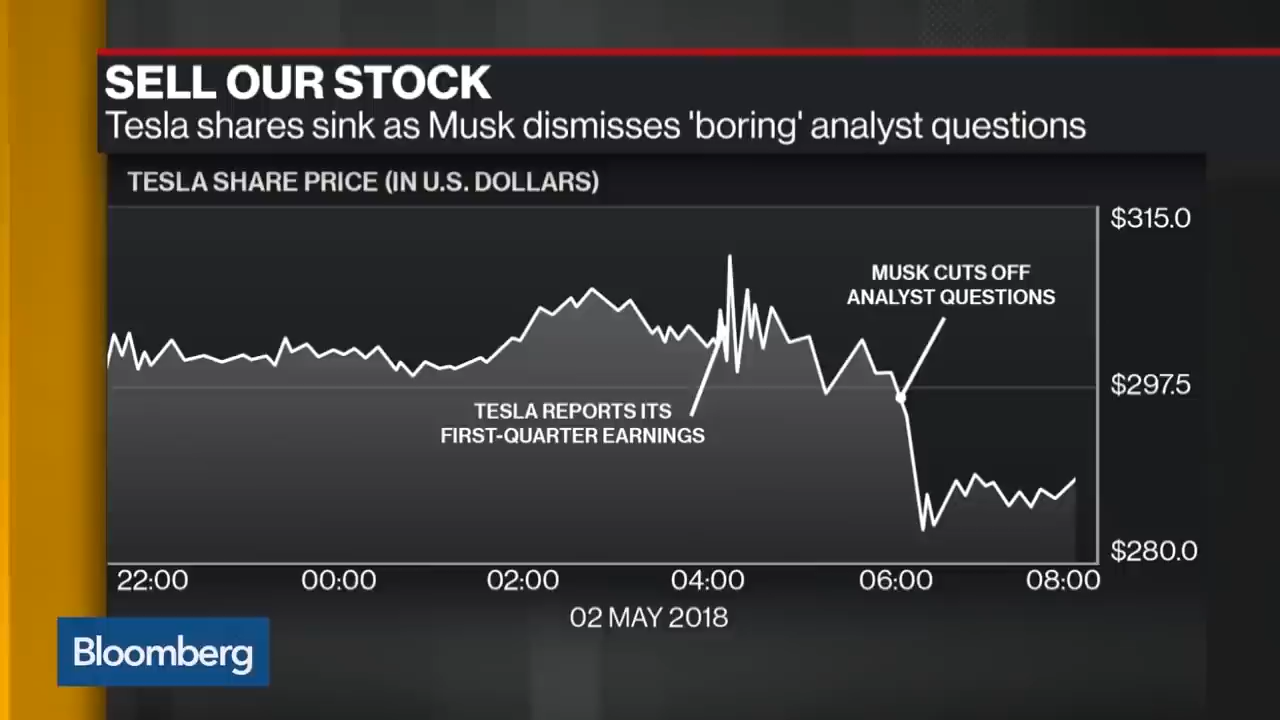 SELL OUR STOCK
Tesla shares sink as Musk dismisses 'boring' analyst questions
TESLA SHARE PRICE (IN U.S. DOLLARS)
$315.0
MUSK CUTS OFF
ANALYST QUESTIONS
$297.5
TESLA REPORTS ITS
FIRST-QUARTER EARNINGS
$280.0
22:00 00:00 02:00 04:00 06:00 08:00
02 MAY 2018
Bloomberg